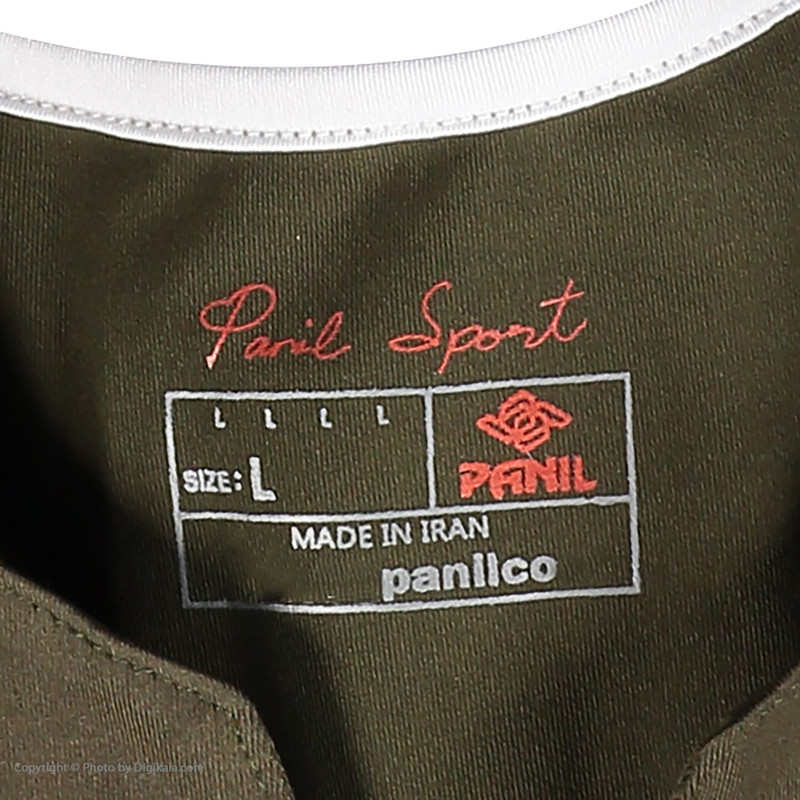 Panil Sport
L L L L
SIZE: L
PANIL
MADE IN IRAN
panilco
Copyright © Photo by Digikala.com